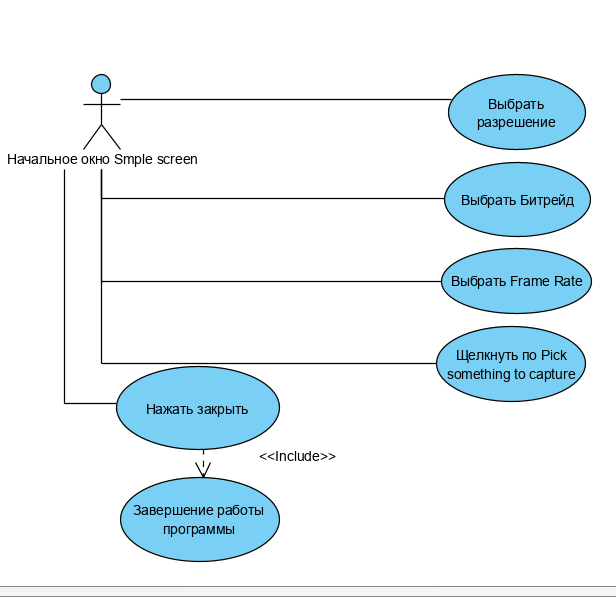 Выбрать
разрешение
Начальное окно Smple screen
Выбрать Битрейд
Выбрать Frame Rate
Щелкнуть по Pick
something to capture
Нажать закрыть
<<Include>>
Завершение работы
программы